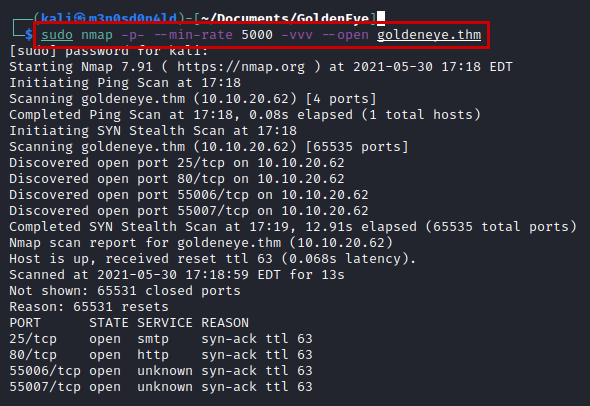 (kali㉿m3n0sd0n4ld)-[~/Documents/GoldenEye]
$ sudo nmap -p- --min-rate 5000 -vvv --open goldeneye.thm
[sudo] password for kali:
Starting Nmap 7.91 ( https://nmap.org ) at 2021-05-30 17:18 EDT
Initiating Ping Scan at 17:18
Scanning goldeneye.thm (10.10.20.62) [4 ports]
Completed Ping Scan at 17:18, 0.08s elapsed (1 total hosts)
Initiating SYN Stealth Scan at 17:18
Scanning goldeneye.thm (10.10.20.62) [65535 ports]
Discovered open port 25/tcp on 10.10.20.62
Discovered open port 80/tcp on 10.10.20.62
Discovered open port 55006/tcp on 10.10.20.62
Discovered open port 55007/tcp on 10.10.20.62
Completed SYN Stealth Scan at 17:19, 12.91s elapsed (65535 total ports)
Nmap scan report for goldeneye.thm (10.10.20.62)
Host is up, received reset ttl 63 (0.068s latency).
Scanned at 2021-05-30 17:18:59 EDT for 13s
Not shown: 65531 closed ports
Reason: 65531 resets
PORT      STATE SERVICE REASON
25/tcp    open  smtp    syn-ack ttl 63
80/tcp    open  http    syn-ack ttl 63
55006/tcp open  unknown syn-ack ttl 63
55007/tcp open  unknown syn-ack ttl 63